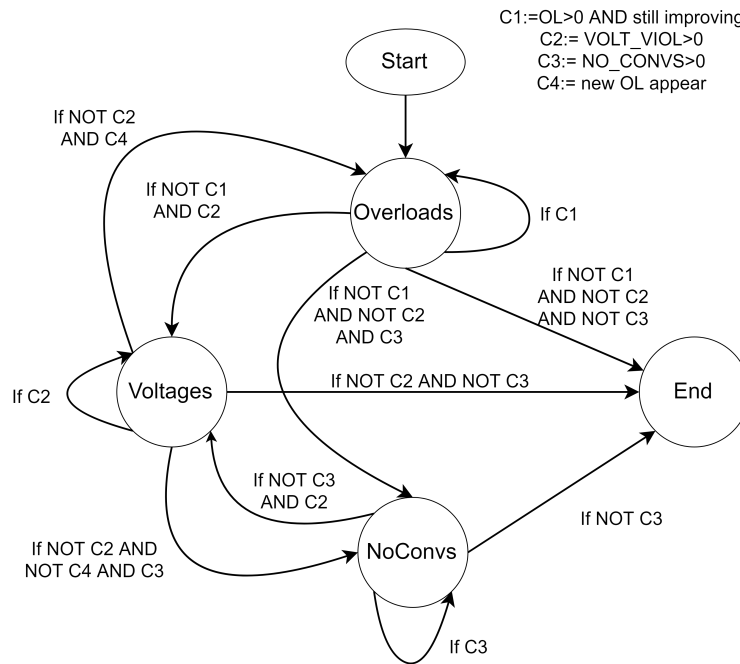 C1:=OL>0 AND still improving
C2:= VOLT_VIOL>0
C3:= NO_CONVS>0
C4:= new OL appear
Start
If NOT C2
AND C4
If NOT C1
AND C2
Overloads
If C1
If NOT C1
AND NOT C2
AND C3
If NOT C1
AND NOT C2
AND NOT C3
If C2
Voltages
If NOT C2 AND NOT C3
End
If NOT C3
AND C2
If NOT C3
If NOT C2 AND
NOT C4 AND C3
NoConvs
If C3